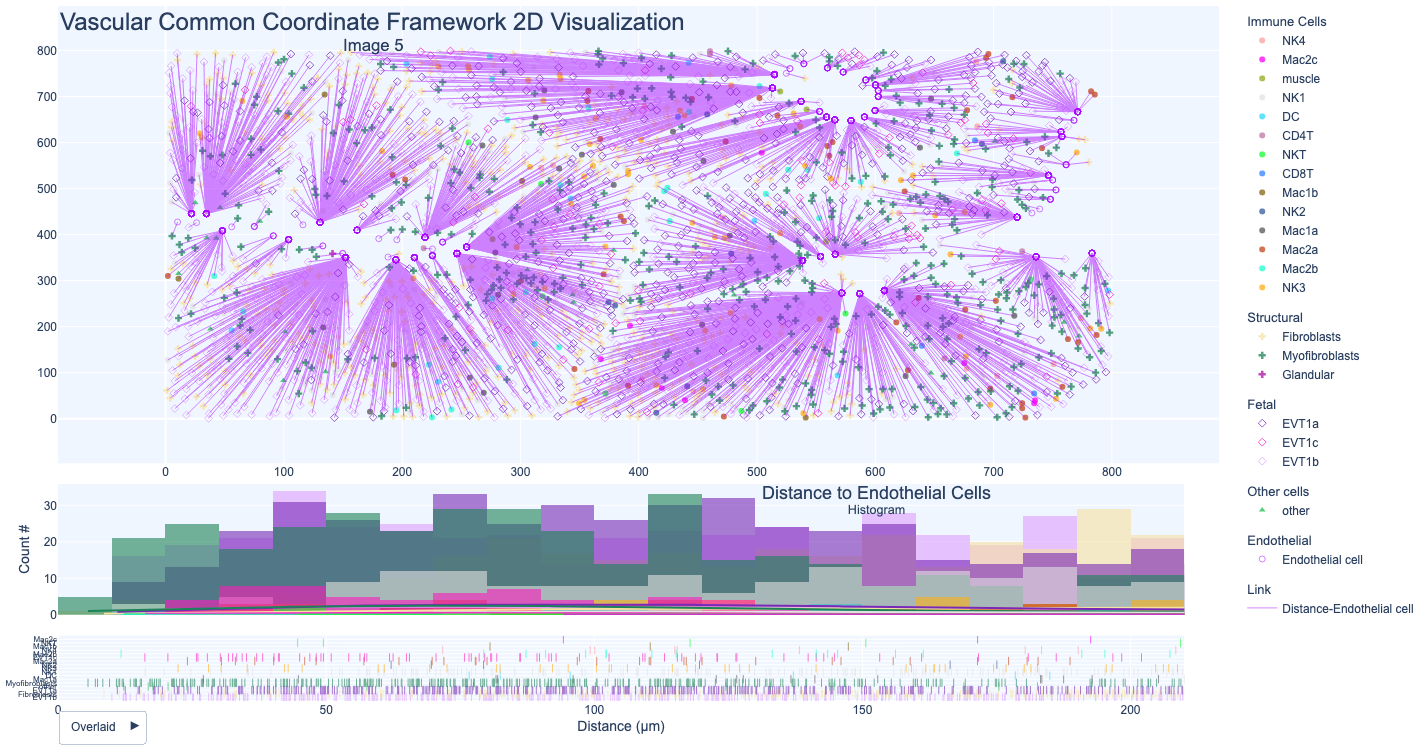 Vascular Common Coordinate Framework 2D Visualization
Image 5
800
700
600
500
400
300
200
100
0
0 100 200 300 400 500 600 700 800
Immune Cells
NK4
Mac2c
muscle
NK1
DC
CD4T
NKT
CD8T
Mac1b
NK2
Mac1a
Mac2a
Mac2b
NK3
Structural
Fibroblasts
Myofibroblasts
Glandular
Fetal
EVT1a
EVT1c
EVT1b
Other cells
other
Endothelial
Endothelial cell
Link
Distance-Endothelial cell
Distance to Endothelial Cells
Histogram
Count #
30
20
10
0
Mac2c
Myofibroblasts
0 50 100 150 200
Distance (μm)
Overlaid ▶